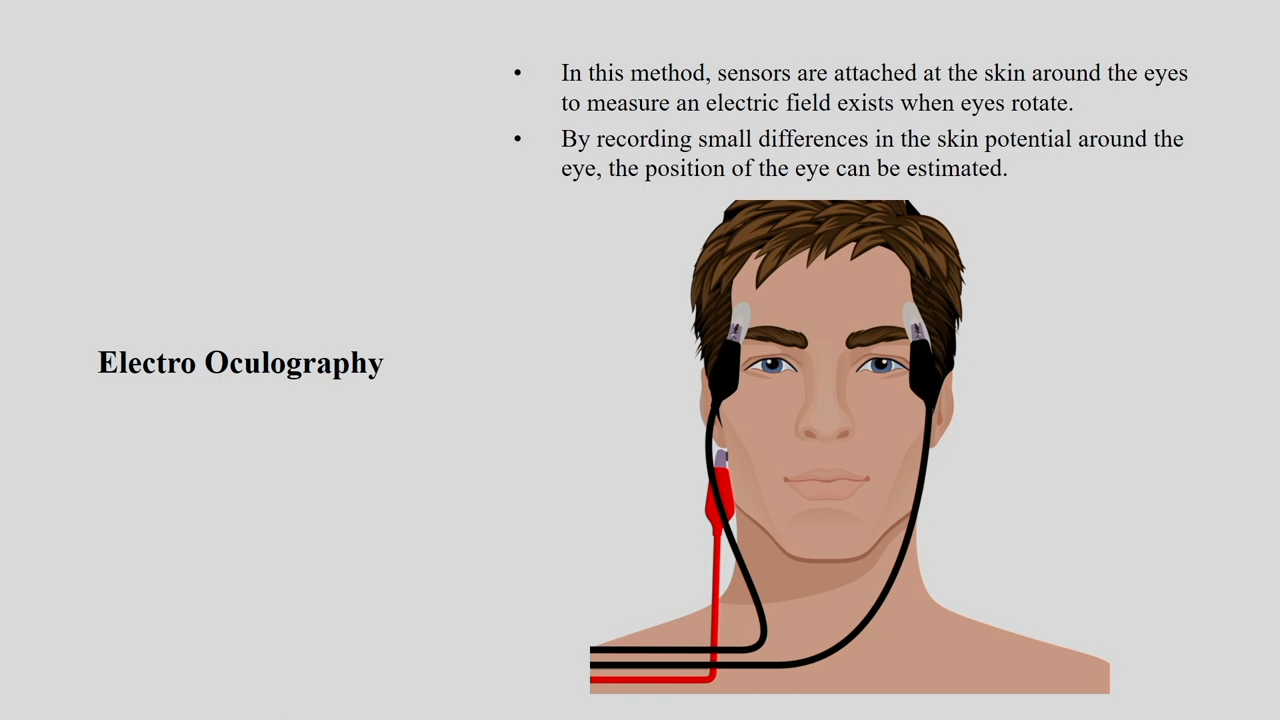 • In this method, sensors are attached at the skin around the eyes
to measure an electric field exists when eyes rotate.
• By recording small differences in the skin potential around the
eye, the position of the eye can be estimated.
Electro Oculography